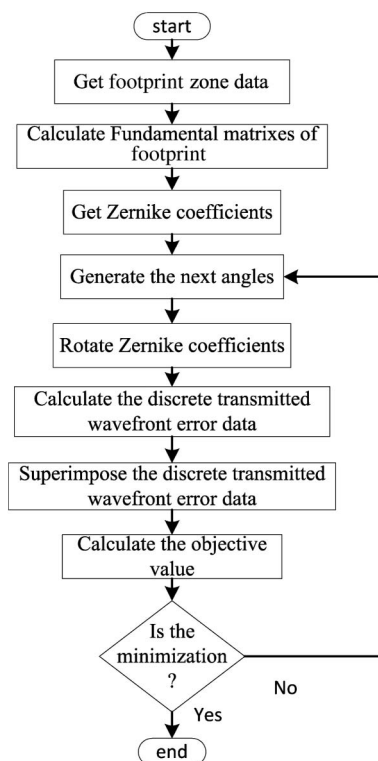 start
Get footprint zone data
Calculate Fundamental matrixes of
footprint
Get Zernike coefficients
Generate the next angles
Rotate Zernike coefficients
Calculate the discrete transmitted
wavefront error data
Superimpose the discrete transmitted
wavefront error data
Calculate the objective
value
Is the
minimization
?
No
Yes
end